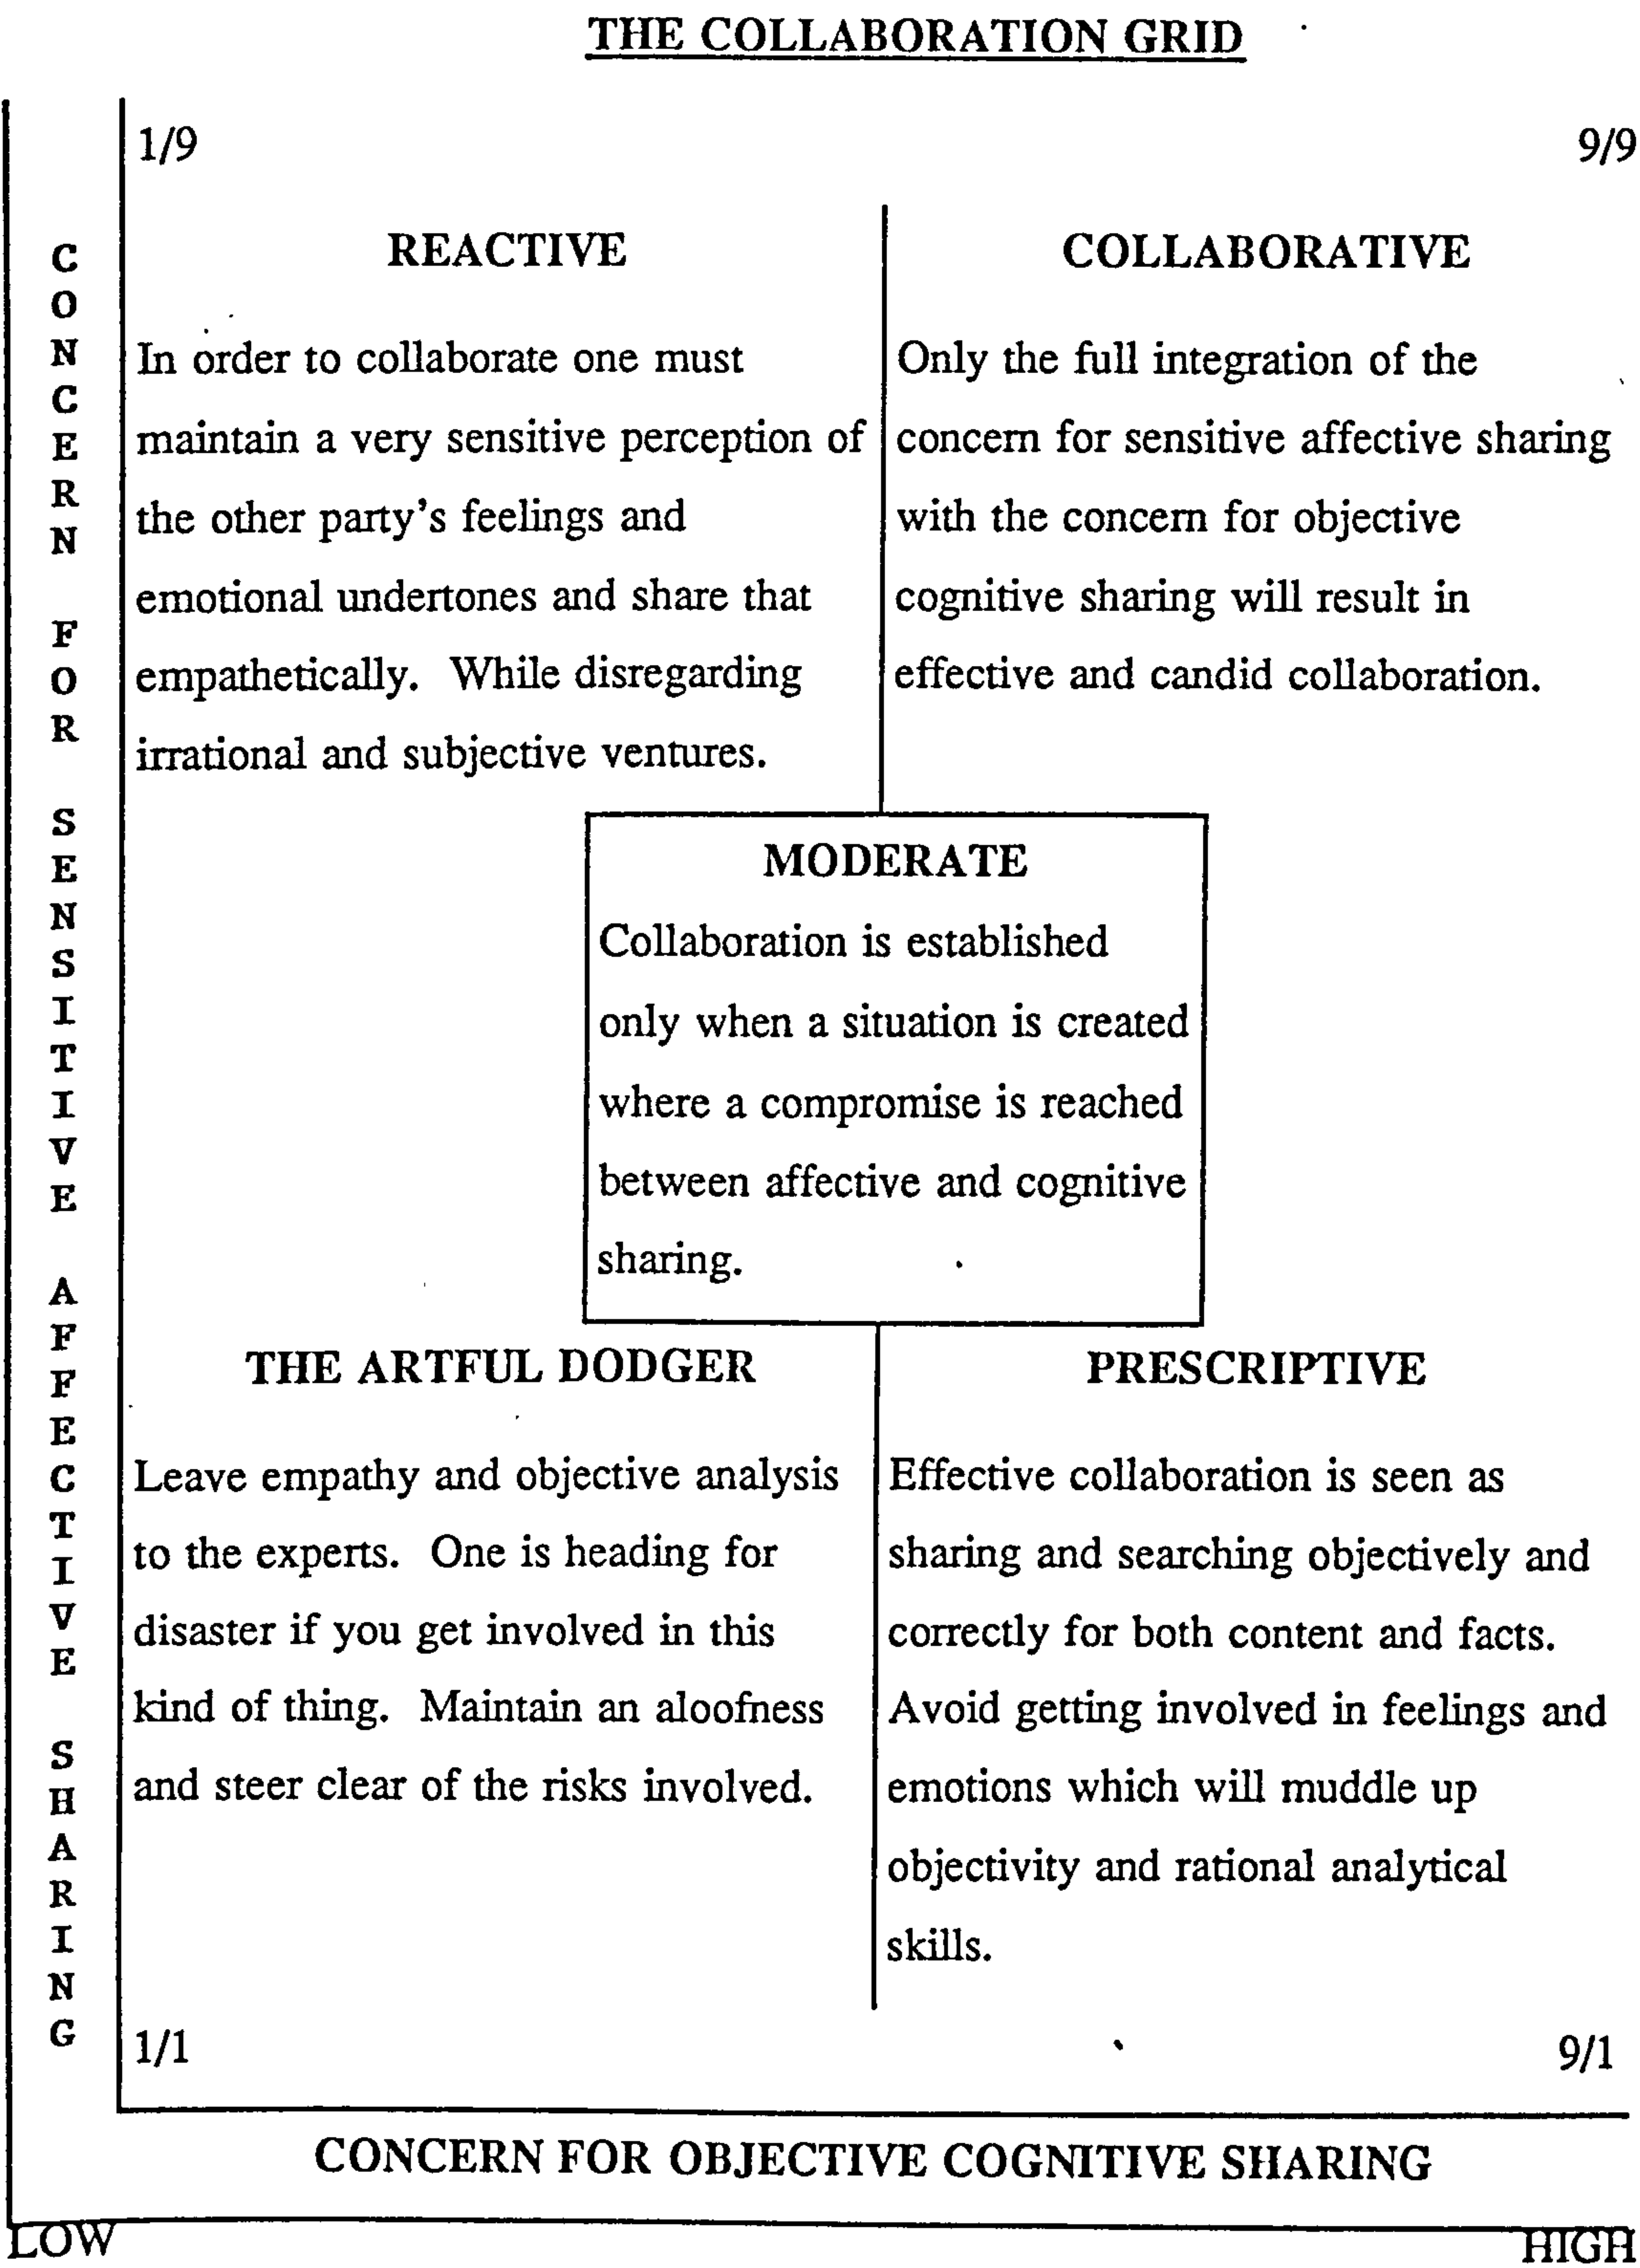 THE COLLABORATION GRID
1/9
9/9
CONCERN FOR SENSITIVE AFFECTIVE SHARING
REACTIVE
In order to collaborate one must
maintain a very sensitive perception of
the other party's feelings and
emotional undertones and share that
empathetically. While disregarding
irrational and subjective ventures.
COLLABORATIVE
Only the full integration of the
concern for sensitive affective sharing
with the concern for objective
cognitive sharing will result in
effective and candid collaboration.
MODERATE
Collaboration is established
only when a situation is created
where a compromise is reached
between affective and cognitive
sharing.
THE ARTFUL DODGER
Leave empathy and objective analysis
to the experts. One is heading for
disaster if you get involved in this
kind of thing. Maintain an aloofness
and steer clear of the risks involved.
PRESCRIPTIVE
Effective collaboration is seen as
sharing and searching objectively and
correctly for both content and facts.
Avoid getting involved in feelings and
emotions which will muddle up
objectivity and rational analytical
skills.
1/1
9/1
CONCERN FOR OBJECTIVE COGNITIVE SHARING
LOW
HIGH